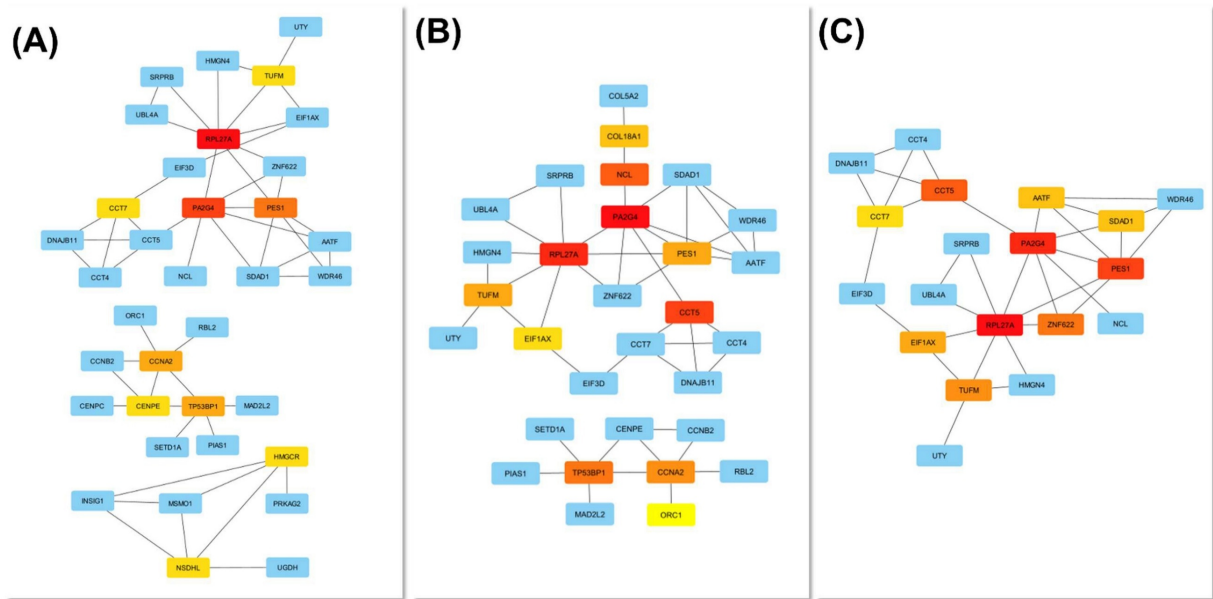 (A)
UTY
HMGN4
TUFM
SRPRB
UBL4A
EIF1AX
RPL27A
EIF3D
ZNF622
CCT7
PA2G4
PES1
DNAJB11
CCT5
AATF
CCT4
NCL
SDAD1
WDR46
ORC1
RBL2
CCNB2
CCNA2
CENPC
CENPE
TP53BP1
MAD2L2
SETD1A
PIAS1
HMGCR
INSIG1
MSMO1
PRKAG2
NSDHL
UGDH
(B)
COL5A2
COL18A1
SRPRB
NCL
SDAD1
UBL4A
PA2G4
WDR46
HMGN4
RPL27A
PES1
AATF
TUFM
ZNF622
CCT5
UTY
EIF1AX
CCT7
CCT4
EIF3D
DNAJB11
SETD1A
CENPE
CCNB2
PIAS1
TP53BP1
CCNA2
RBL2
MAD2L2
ORC1
(C)
CCT4
DNAJB11
CCT5
CCT7
AATF
WDR46
SDAD1
SRPRB
PA2G4
PES1
EIF3D
UBL4A
RPL27A
ZNF622
NCL
EIF1AX
TUFM
HMGN4
UTY